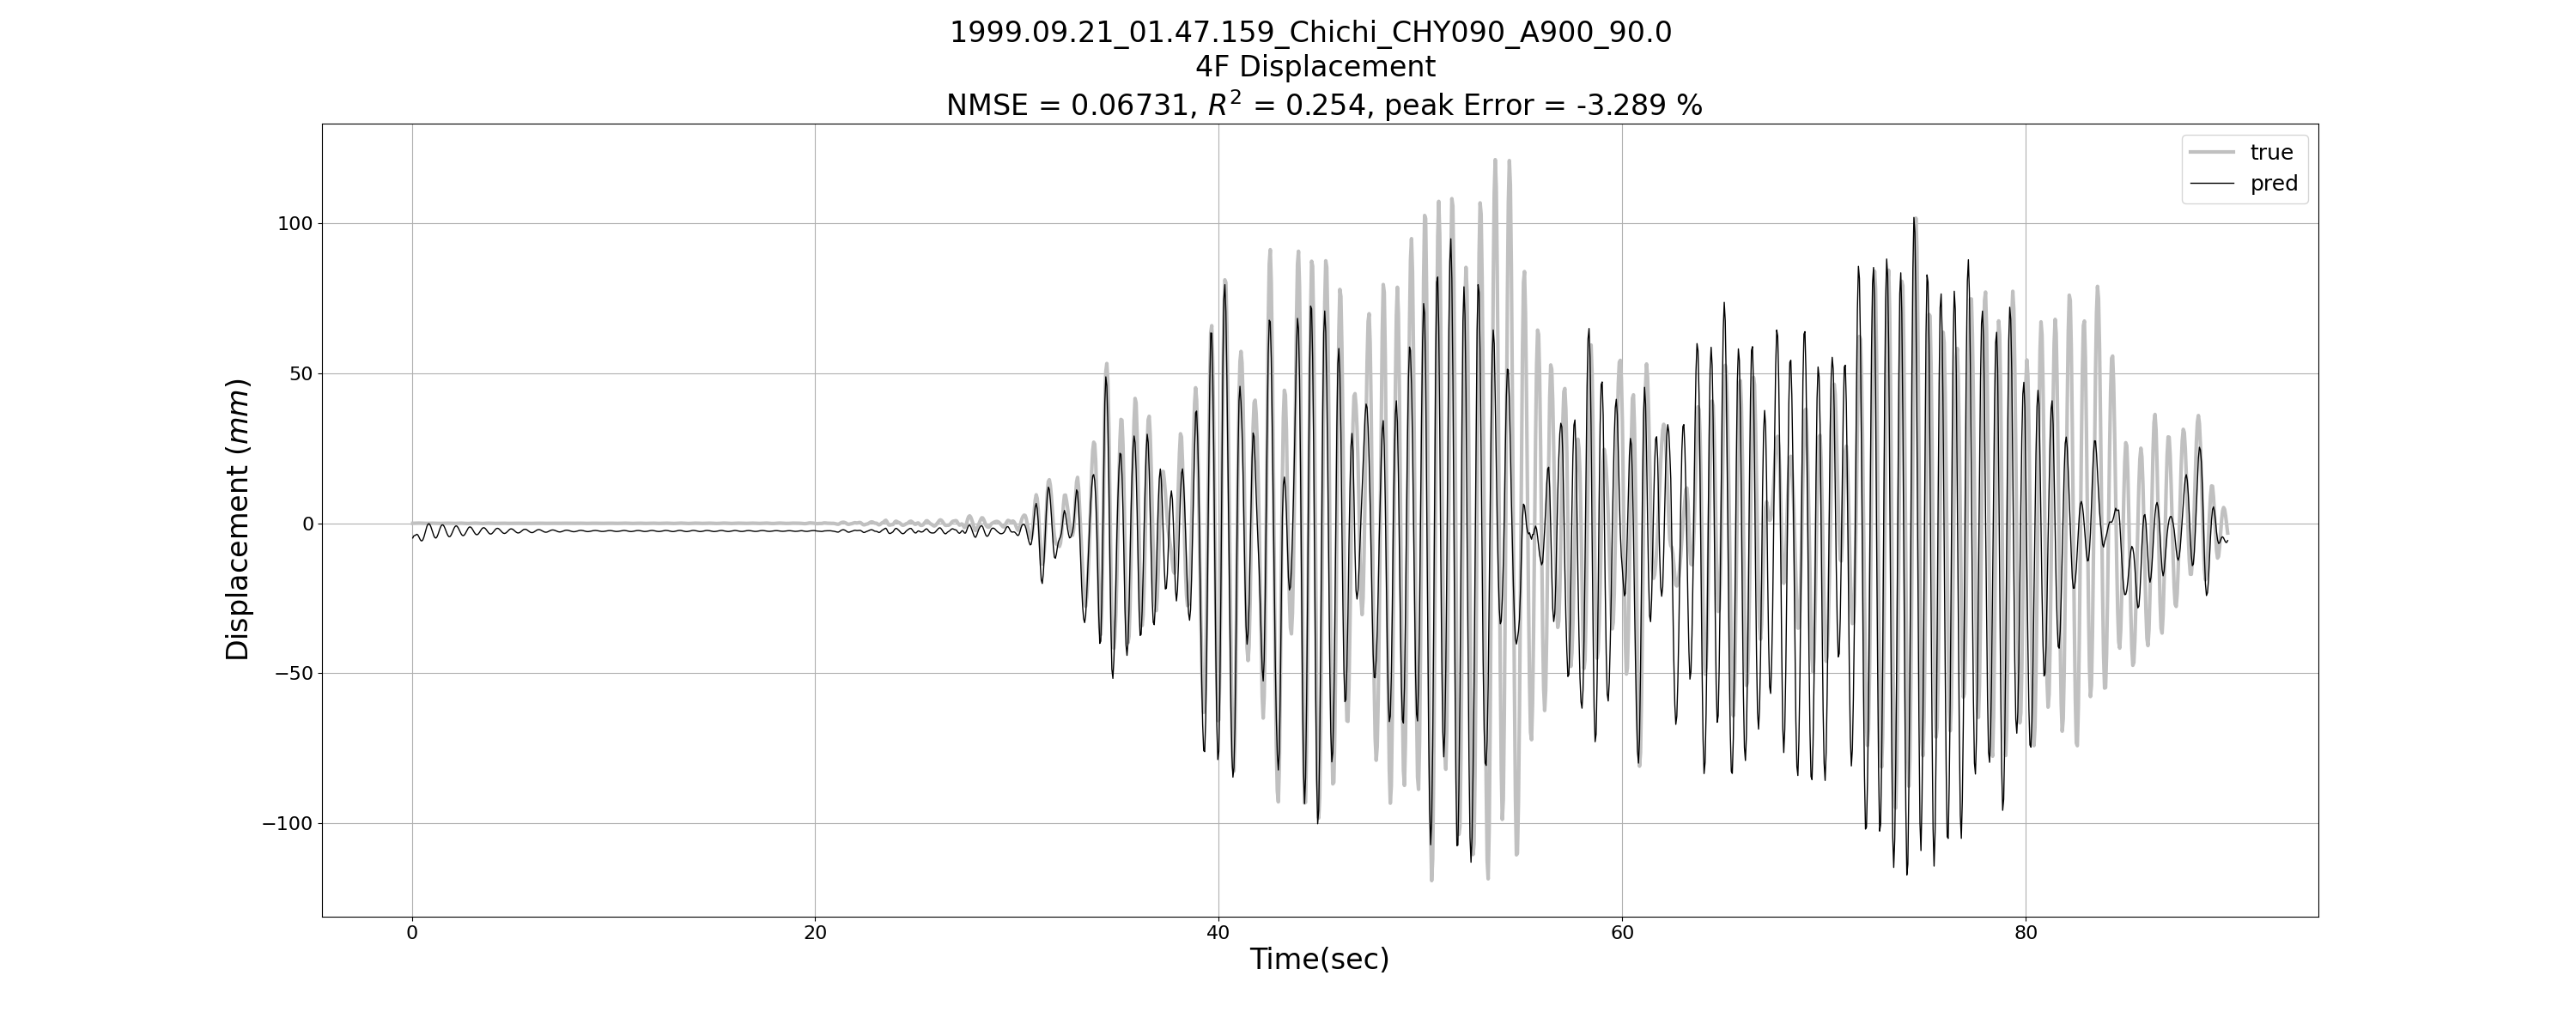 1999.09.21_01.47.159_Chichi_CHY090_A900_90.0
4F Displacement
NMSE = 0.06731, R² = 0.254, peak Error = -3.289 %
true
pred
100
50
0
−50
−100
Displacement (mm)
0 20 40 60 80
Time(sec)